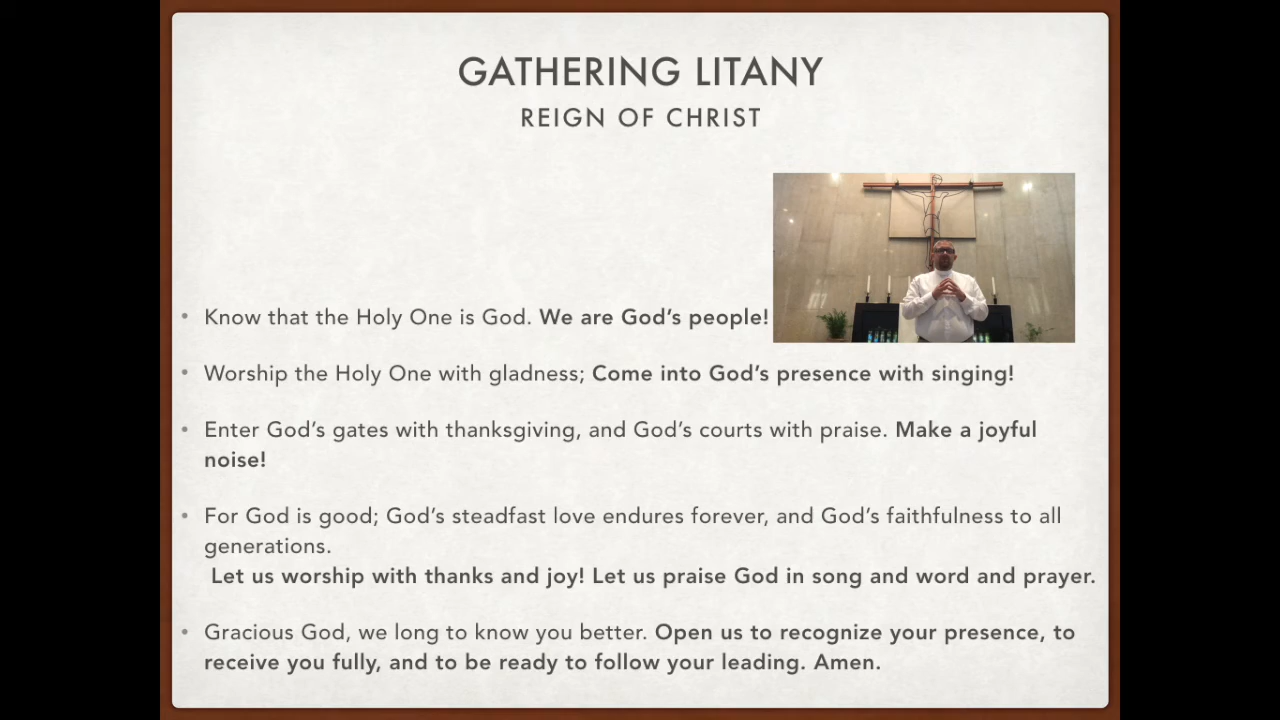 GATHERING LITANY
REIGN OF CHRIST
• Know that the Holy One is God. We are God’s people!
• Worship the Holy One with gladness; Come into God’s presence with singing!
• Enter God’s gates with thanksgiving, and God’s courts with praise. Make a joyful
noise!
• For God is good; God’s steadfast love endures forever, and God’s faithfulness to all
generations.
Let us worship with thanks and joy! Let us praise God in song and word and prayer.
• Gracious God, we long to know you better. Open us to recognize your presence, to
receive you fully, and to be ready to follow your leading. Amen.